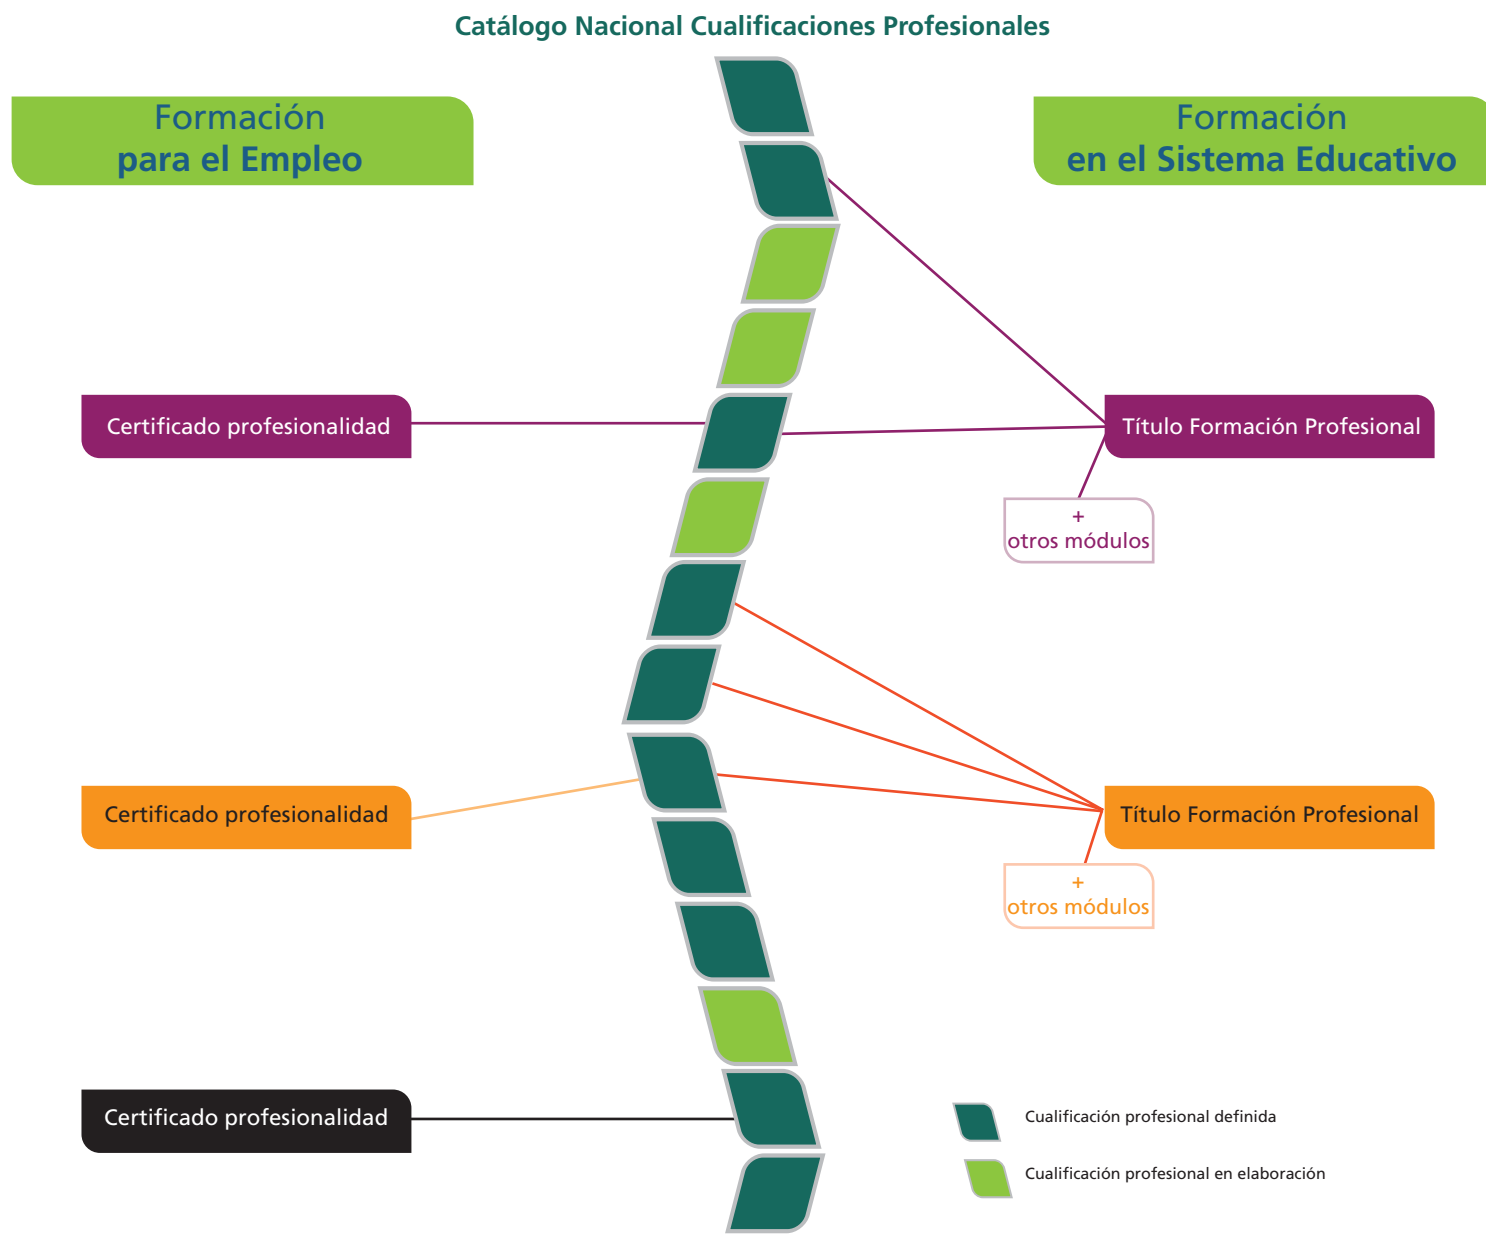 Catálogo Nacional Cualificaciones Profesionales
Formación
para el Empleo
Formación
en el Sistema Educativo
Certificado profesionalidad
Título Formación Profesional
+
otros módulos
Certificado profesionalidad
Título Formación Profesional
+
otros módulos
Certificado profesionalidad
Cualificación profesional definida
Cualificación profesional en elaboración